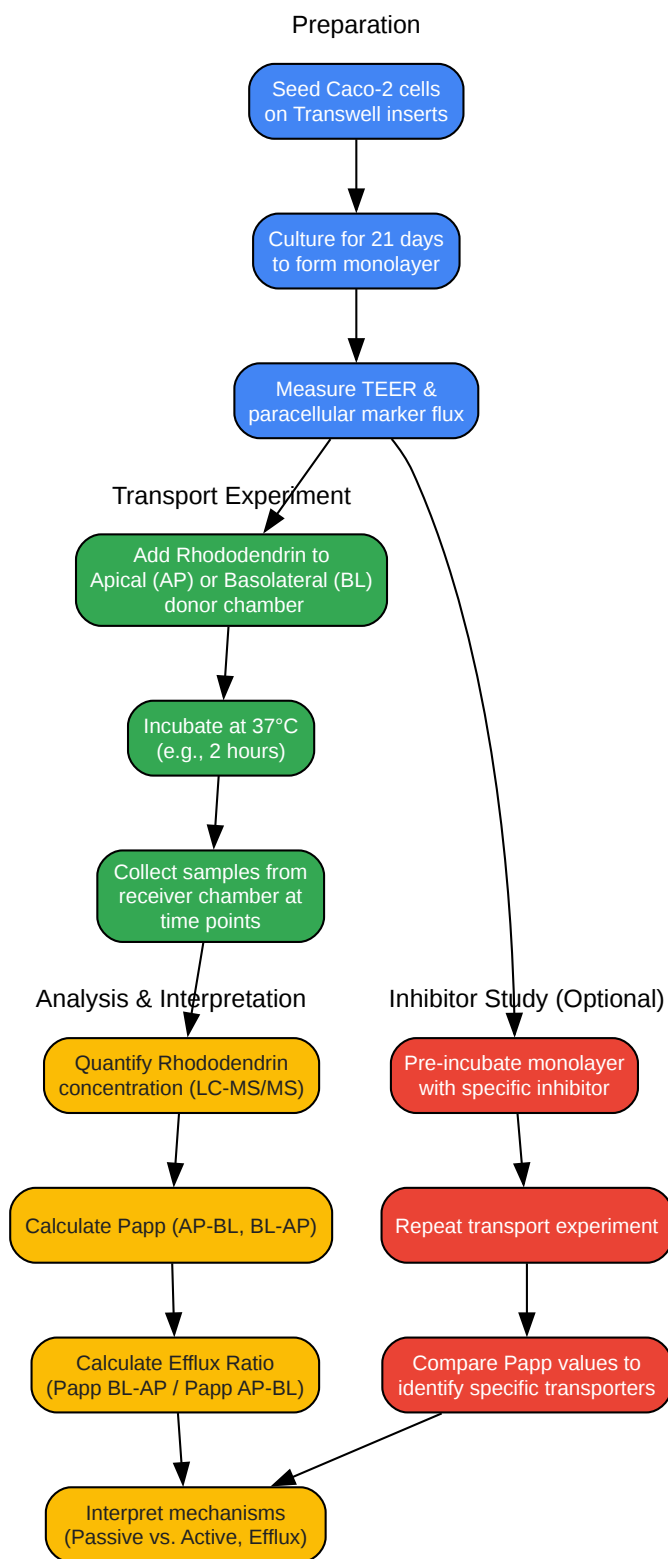 Preparation
Seed Caco-2 cells
on Transwell inserts
Culture for 21 days
to form monolayer
Measure TEER &
paracellular marker flux
Transport Experiment
Add Rhododendrin to
Apical (AP) or Basolateral (BL)
donor chamber
Incubate at 37°C
(e.g., 2 hours)
Collect samples from
receiver chamber at
time points
Analysis & Interpretation
Quantify Rhododendrin
concentration (LC-MS/MS)
Calculate Papp (AP-BL, BL-AP)
Calculate Efflux Ratio
(Papp BL-AP / Papp AP-BL)
Inhibitor Study (Optional)
Pre-incubate monolayer
with specific inhibitor
Repeat transport experiment
Compare Papp values to
identify specific transporters
Interpret mechanisms
(Passive vs. Active, Efflux)